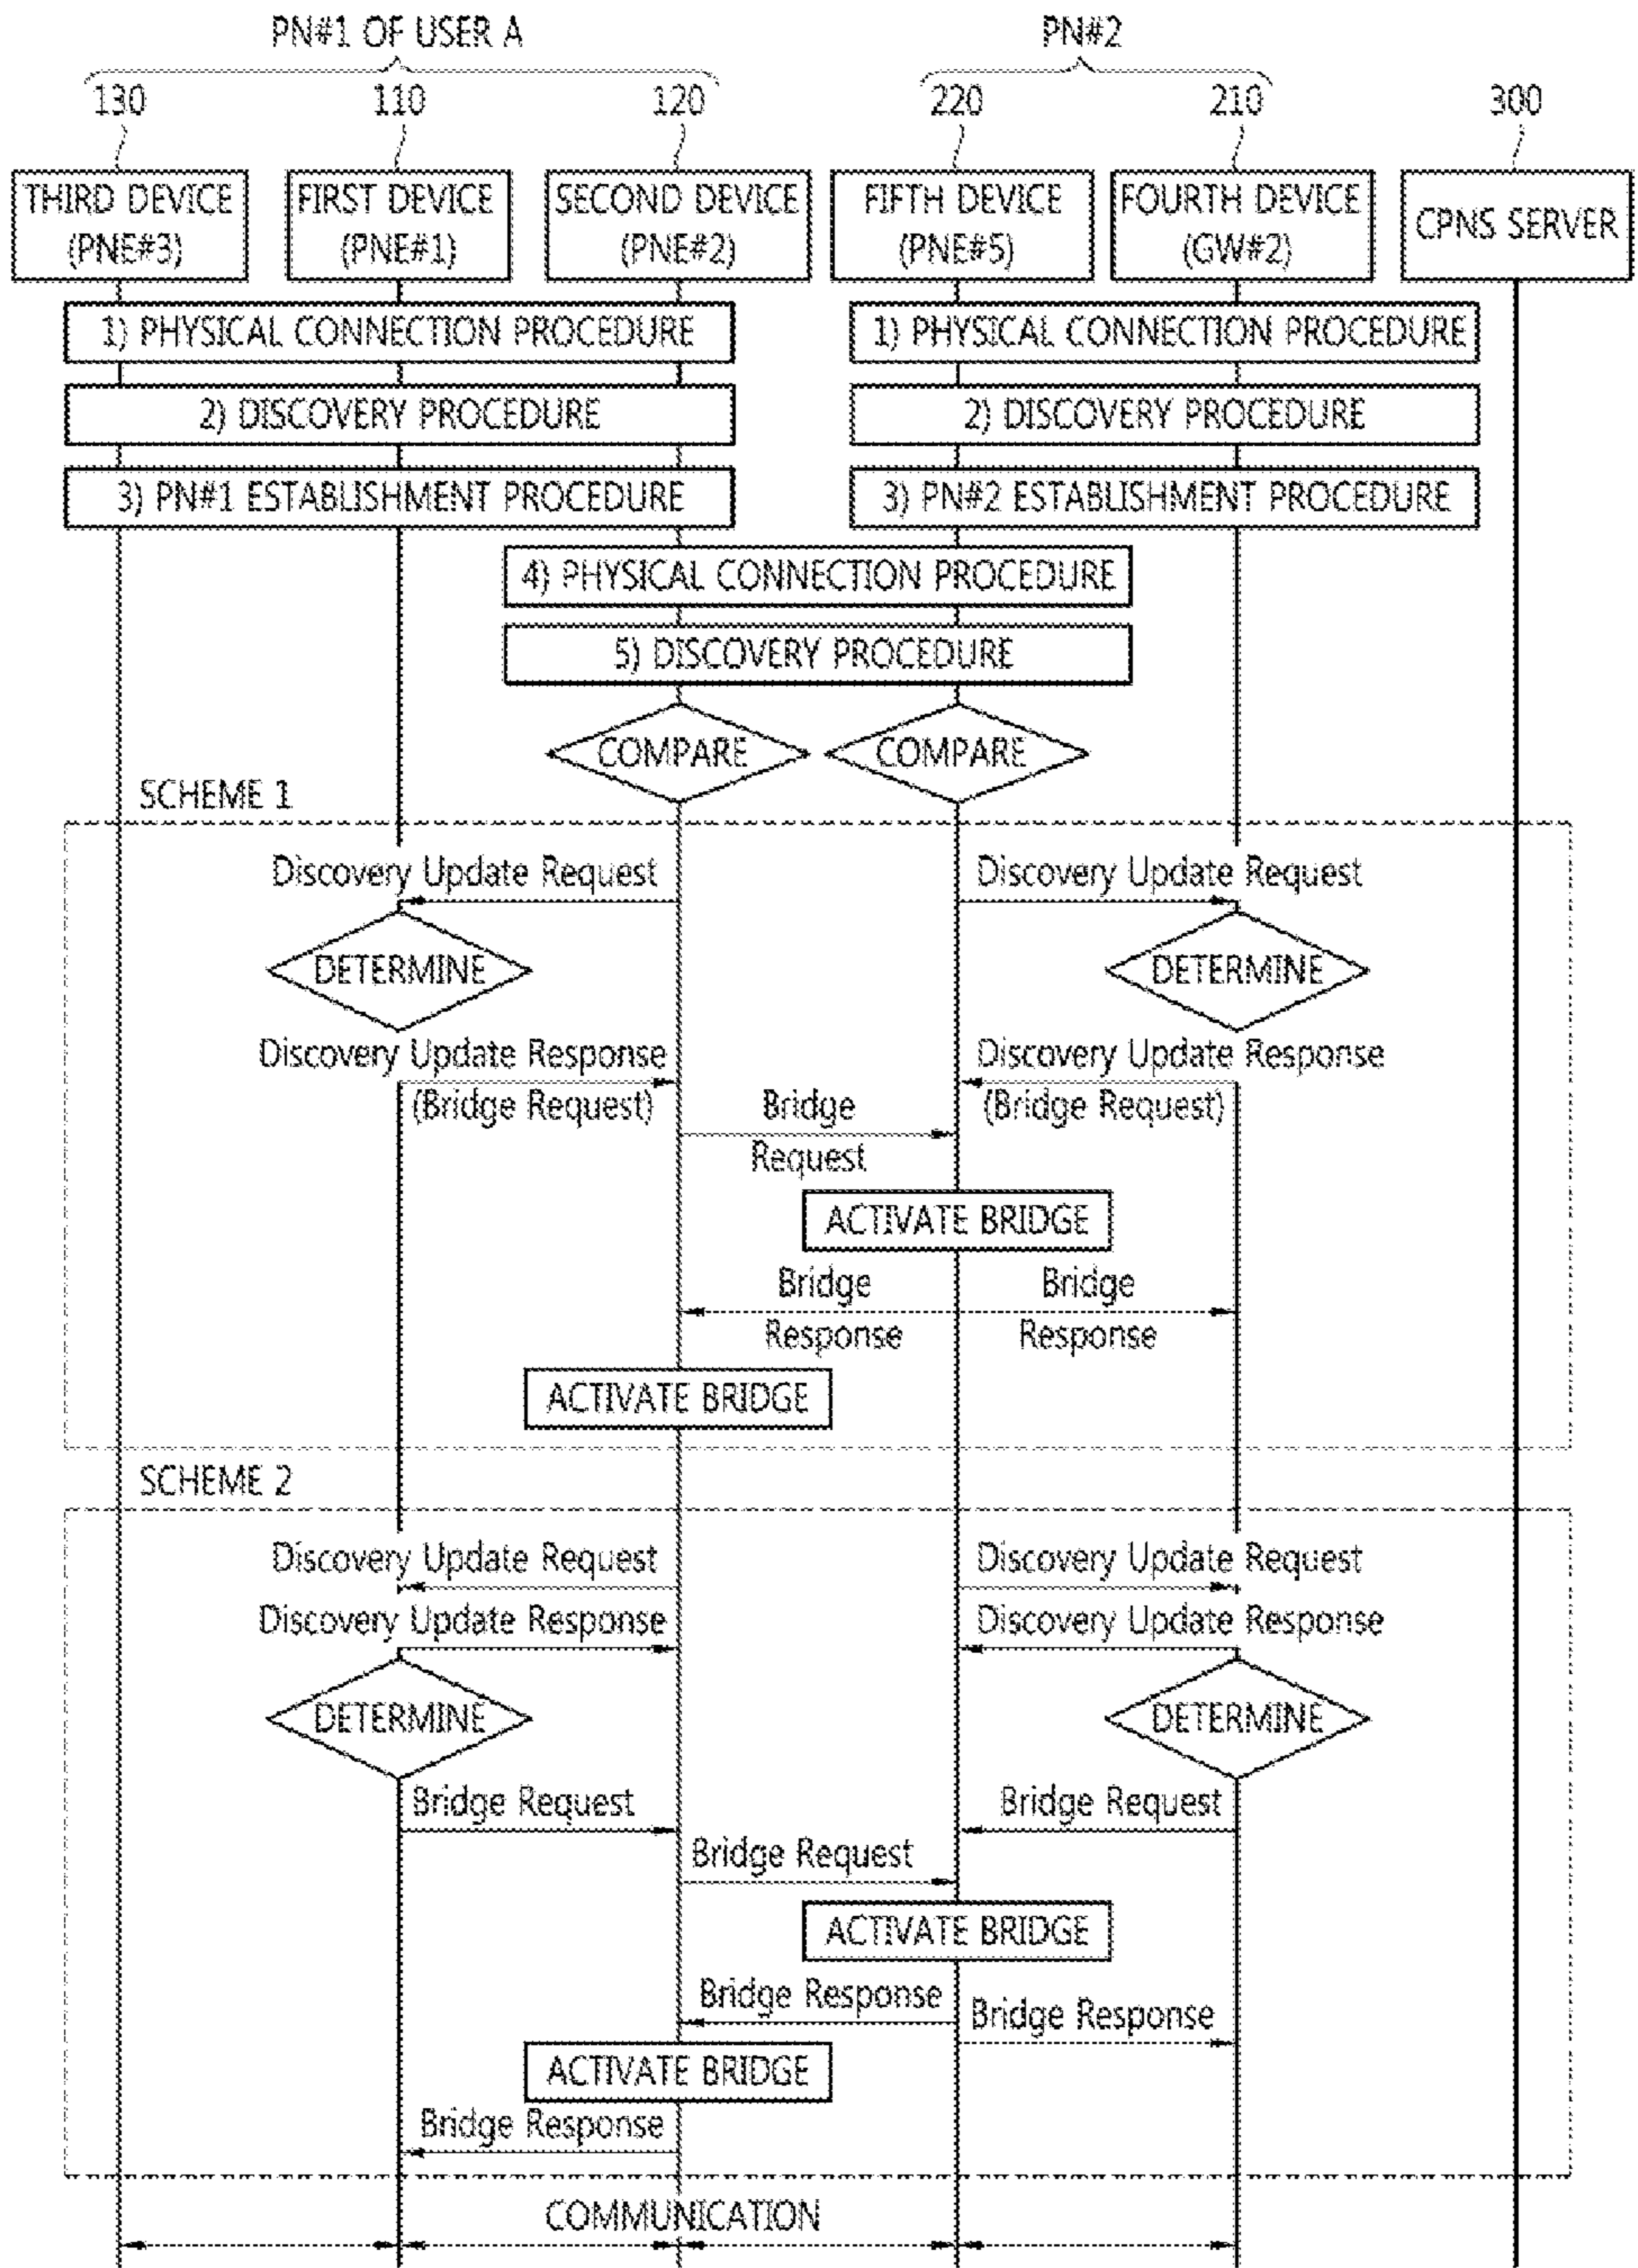 PN#1 OF USER A
PN#2
130
110
120
220
210
300
THIRD DEVICE
(PNE#3)
FIRST DEVICE
(PNE#1)
SECOND DEVICE
(PNE#2)
FIFTH DEVICE
(PNE#5)
FOURTH DEVICE
(GW#2)
CPNS SERVER
1) PHYSICAL CONNECTION PROCEDURE
1) PHYSICAL CONNECTION PROCEDURE
2) DISCOVERY PROCEDURE
2) DISCOVERY PROCEDURE
3) PN#1 ESTABLISHMENT PROCEDURE
3) PN#2 ESTABLISHMENT PROCEDURE
4) PHYSICAL CONNECTION PROCEDURE
5) DISCOVERY PROCEDURE
COMPARE
COMPARE
SCHEME 1
Discovery Update Request
Discovery Update Request
DETERMINE
DETERMINE
Discovery Update Response
(Bridge Request)
Discovery Update Response
(Bridge Request)
Bridge
Request
ACTIVATE BRIDGE
Bridge
Response
Bridge
Response
ACTIVATE BRIDGE
SCHEME 2
Discovery Update Request
Discovery Update Request
Discovery Update Response
Discovery Update Response
DETERMINE
DETERMINE
Bridge Request
Bridge Request
Bridge Request
ACTIVATE BRIDGE
Bridge Response
Bridge Response
ACTIVATE BRIDGE
Bridge Response
COMMUNICATION